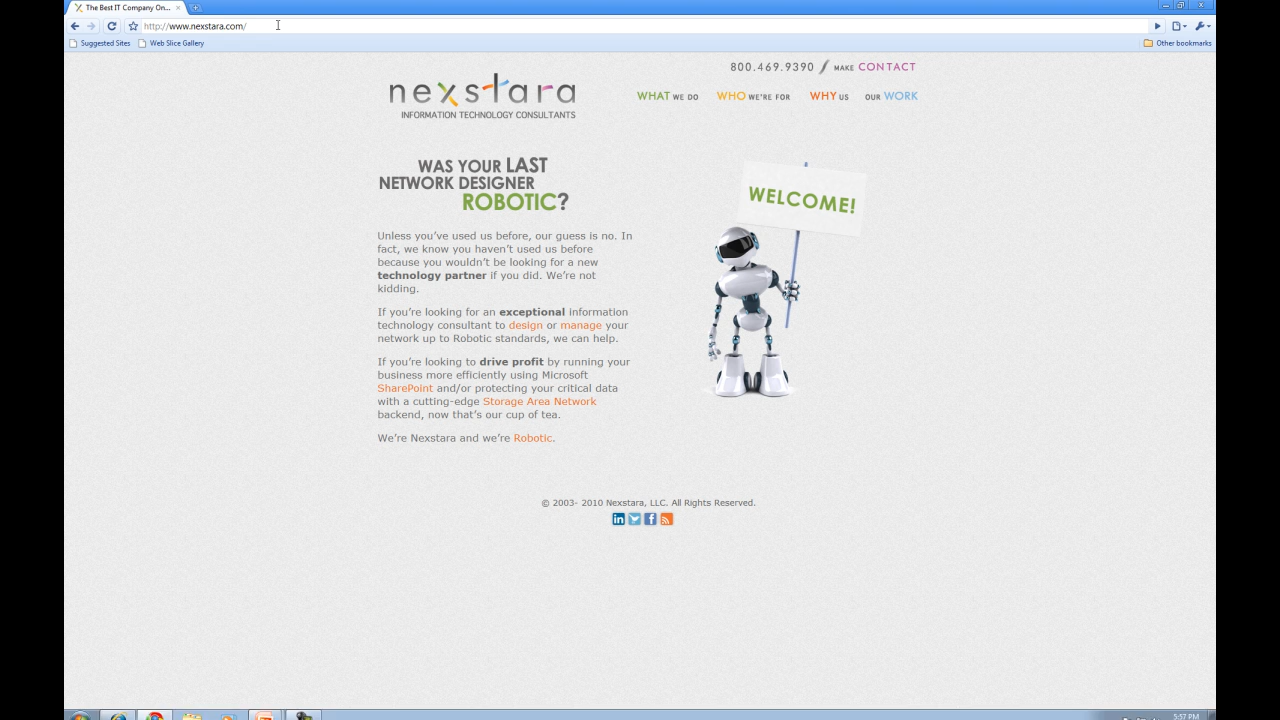 The Best IT Company On...
http://www.nexstara.com/
Suggested Sites
Web Slice Gallery
Other bookmarks
800.469.9390 / MAKE CONTACT
nexstara
INFORMATION TECHNOLOGY CONSULTANTS
WHAT WE DO
WHO WE'RE FOR
WHY US
OUR WORK
WAS YOUR LAST
NETWORK DESIGNER
ROBOTIC?
WELCOME!
Unless you've used us before, our guess is no. In
fact, we know you haven't used us before
because you wouldn't be looking for a new
technology partner if you did. We're not
kidding.
If you're looking for an exceptional information
technology consultant to design or manage your
network up to Robotic standards, we can help.
If you're looking to drive profit by running your
business more efficiently using Microsoft
SharePoint and/or protecting your critical data
with a cutting-edge Storage Area Network
backend, now that's our cup of tea.
We're Nexstara and we're Robotic.
© 2003- 2010 Nexstara, LLC. All Rights Reserved.
in
f
5:57 PM